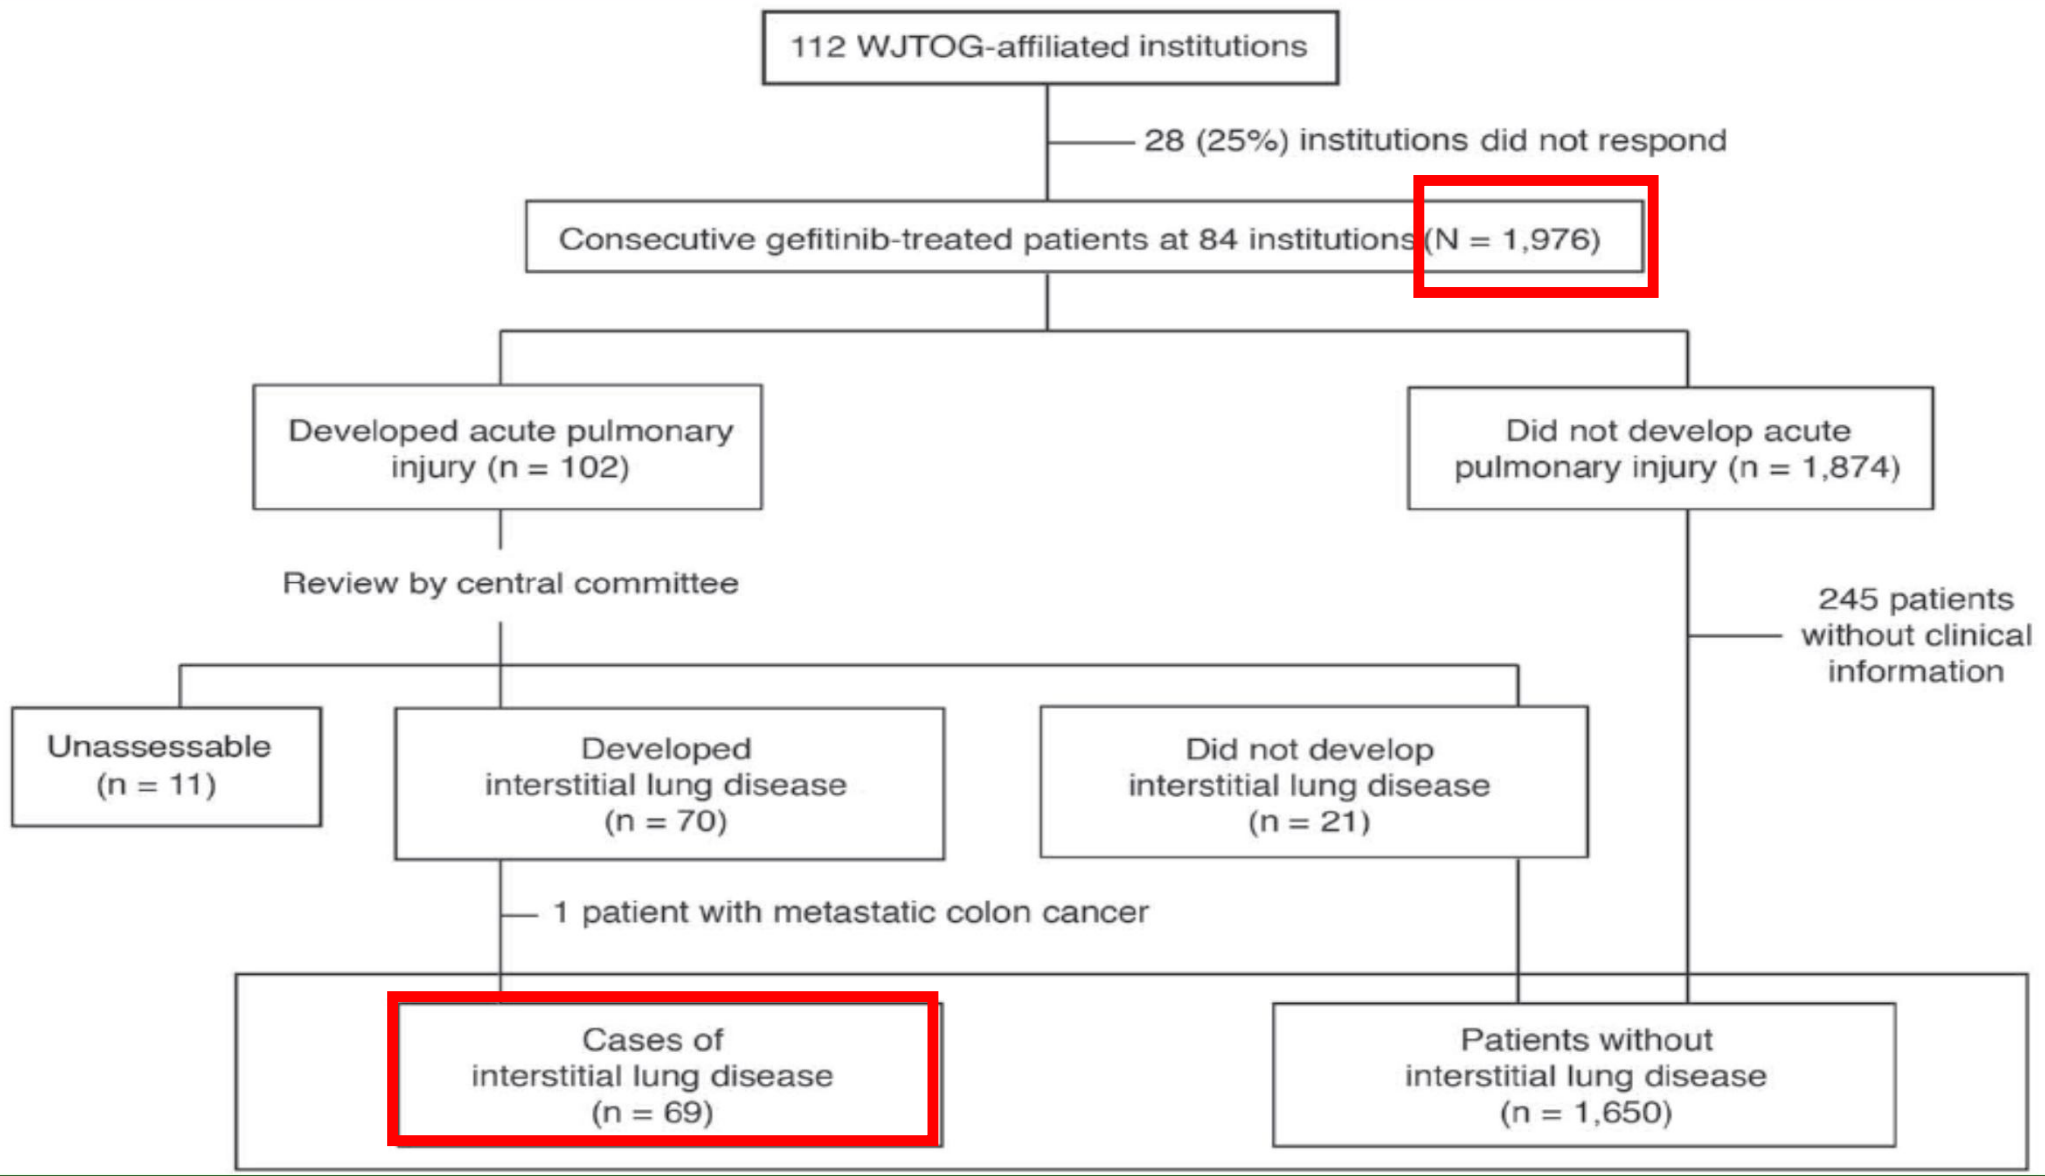 112 WJTOG-affiliated institutions
28 (25%) institutions did not respond
Consecutive gefitinib-treated patients at 84 institutions (N = 1,976)
Developed acute pulmonary
injury (n = 102)
Did not develop acute
pulmonary injury (n = 1,874)
Review by central committee
245 patients
without clinical
information
Unassessable
(n = 11)
Developed
interstitial lung disease
(n = 70)
Did not develop
interstitial lung disease
(n = 21)
1 patient with metastatic colon cancer
Cases of
interstitial lung disease
(n = 69)
Patients without
interstitial lung disease
(n = 1,650)